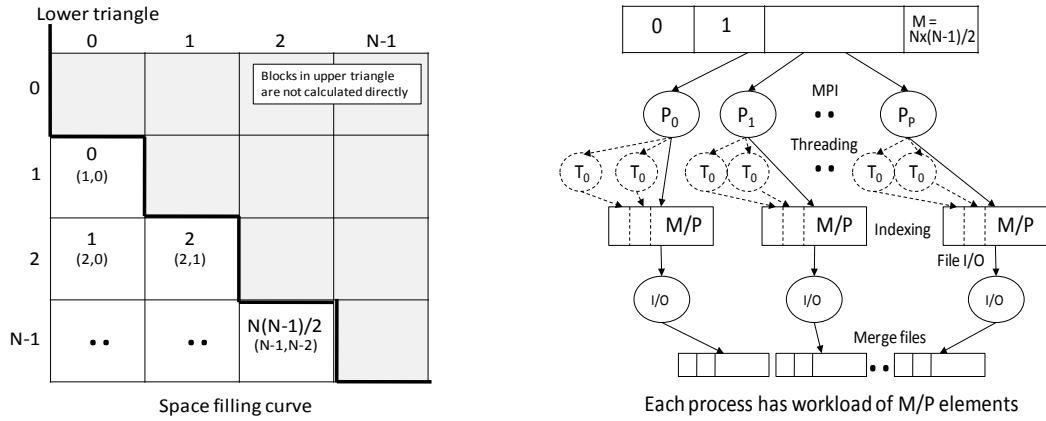 Lower triangle
0 1 2 N-1
Blocks in upper triangle
are not calculated directly
0
0
(1,0)
1
1
(2,0)
2
(2,1)
2
N(N-1)/2
(N-1,N-2)
N-1
Space filling curve
0 1 M =
Nx(N-1)/2
MPI
P0 P1 PP
Threading
T0 T0 T0 T0 T0 T0
M/P M/P Indexing M/P
File I/O
I/O I/O I/O
Merge files
Each process has workload of M/P elements